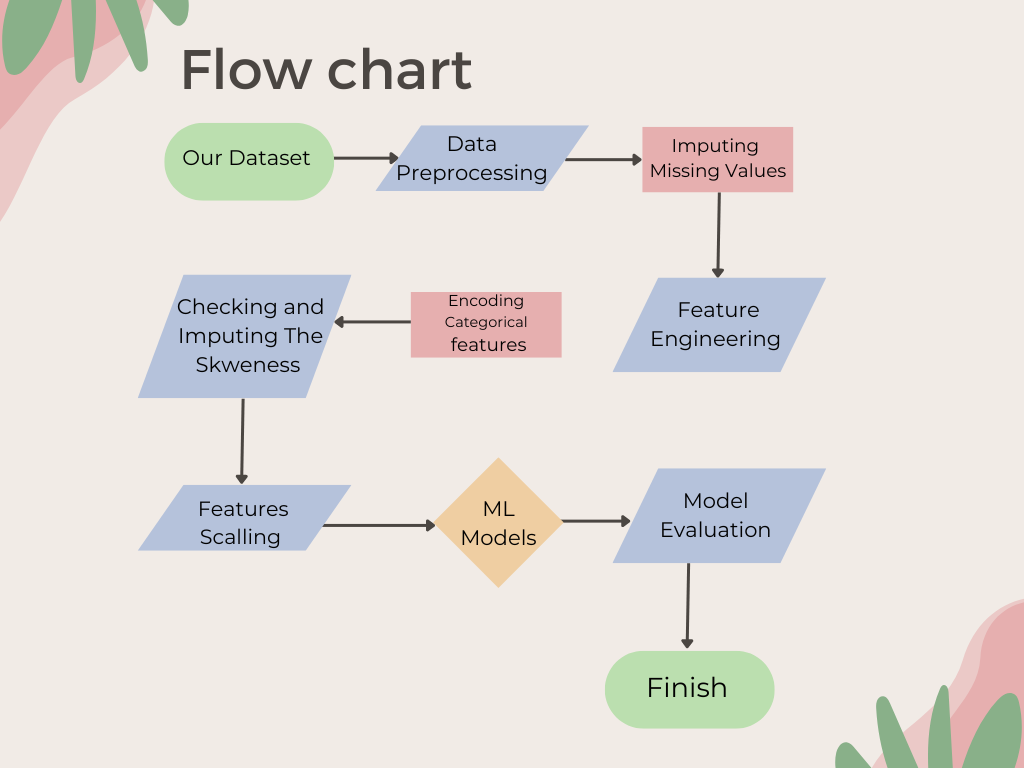 Flow chart
Our Dataset
Data
Preprocessing
Imputing
Missing Values
Feature
Engineering
Encoding
Categorical
features
Checking and
Imputing The
Skweness
Features
Scalling
ML
Models
Model
Evaluation
Finish